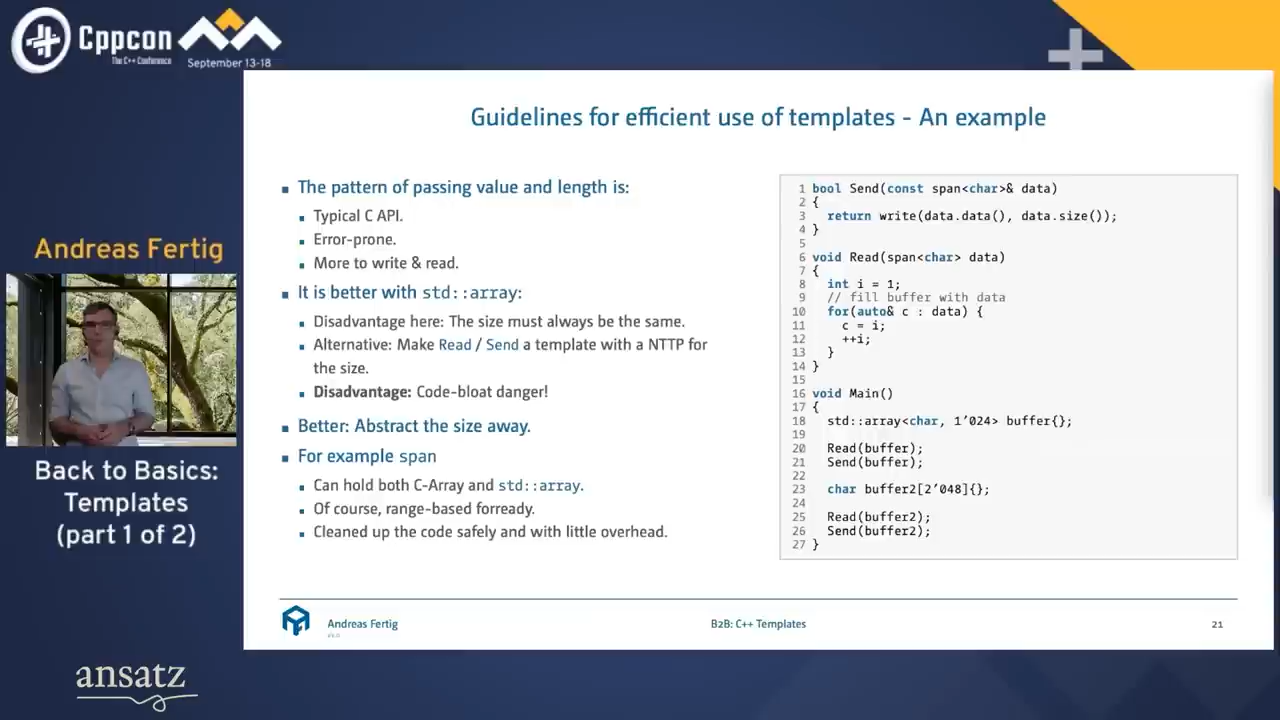 Cppcon
The C++ Conference
September 13-18
Andreas Fertig
Back to Basics:
Templates
(part 1 of 2)
ansatz
Guidelines for efficient use of templates - An example
The pattern of passing value and length is:
Typical C API.
Error-prone.
More to write & read.
It is better with std::array:
Disadvantage here: The size must always be the same.
Alternative: Make Read / Send a template with a NTTP for
the size.
Disadvantage: Code-bloat danger!
Better: Abstract the size away.
For example span
Can hold both C-Array and std::array.
Of course, range-based forready.
Cleaned up the code safely and with little overhead.
1 bool Send(const span<char>& data)
2 {
3   return write(data.data(), data.size());
4 }
5
6 void Read(span<char> data)
7 {
8   int i = 1;
9   // fill buffer with data
10   for(auto& c : data) {
11     c = i;
12     ++i;
13   }
14 }
15
16 void Main()
17 {
18   std::array<char, 1’024> buffer{};
19
20   Read(buffer);
21   Send(buffer);
22
23   char buffer2[2’048]{};
24
25   Read(buffer2);
26   Send(buffer2);
27 }
Andreas Fertig
B2B: C++ Templates
21